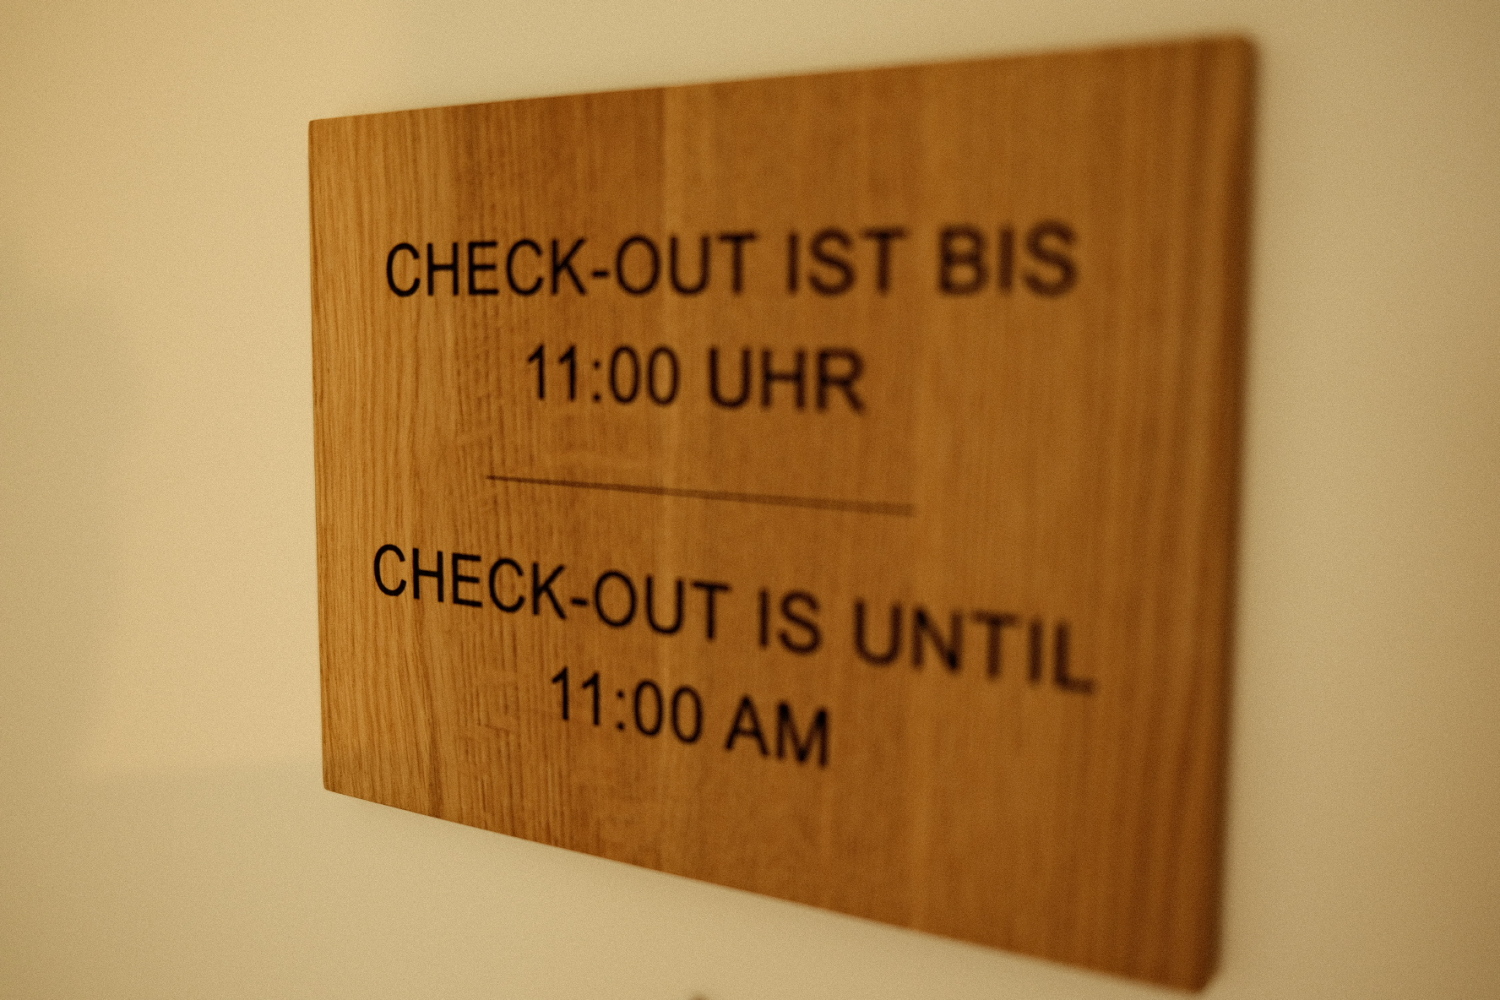 CHECK-OUT IST BIS
11:00 UHR
CHECK-OUT IS UNTIL
11:00 AM